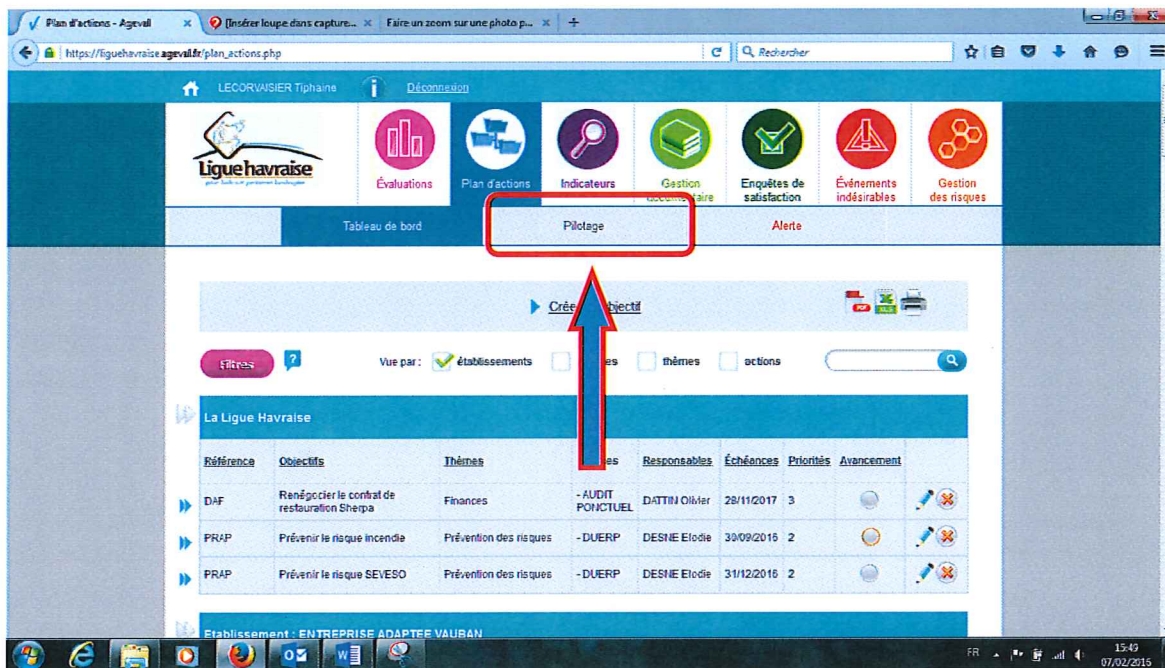 Plan d'actions - Ageval
[Insérer loupe dans capture...
Faire un zoom sur une photo p...
https://liguehavraise.ageval.fr/plan_actions.php
Rechercher
LECORVAISIER Tiphaine
Déconnexion
Ligue havraise
Évaluations
Plan d'actions
Indicateurs
Gestion documentaire
Enquêtes de satisfaction
Événements indésirables
Gestion des risques
Tableau de bord Pilotage Alerte
Filtres ? Vue par : établissements thèmes actions
La Ligue Havraise
Référence Objectifs Thèmes Responsables Échéances Priorités Avancement
DAF Renégocier le contrat de restauration Sherpa Finances - AUDIT PONCTUEL DATTIN Olivier 28/11/2017 3
PRAP Prévenir le risque incendie Prévention des risques - DUERP DESNE Elodie 30/09/2016 2
PRAP Prévenir le risque SEVESO Prévention des risques - DUERP DESNE Elodie 31/12/2016 2
Etablissement : ENTREPRISE ADAPTEE VAUBAN
FR
15:49
07/02/2016